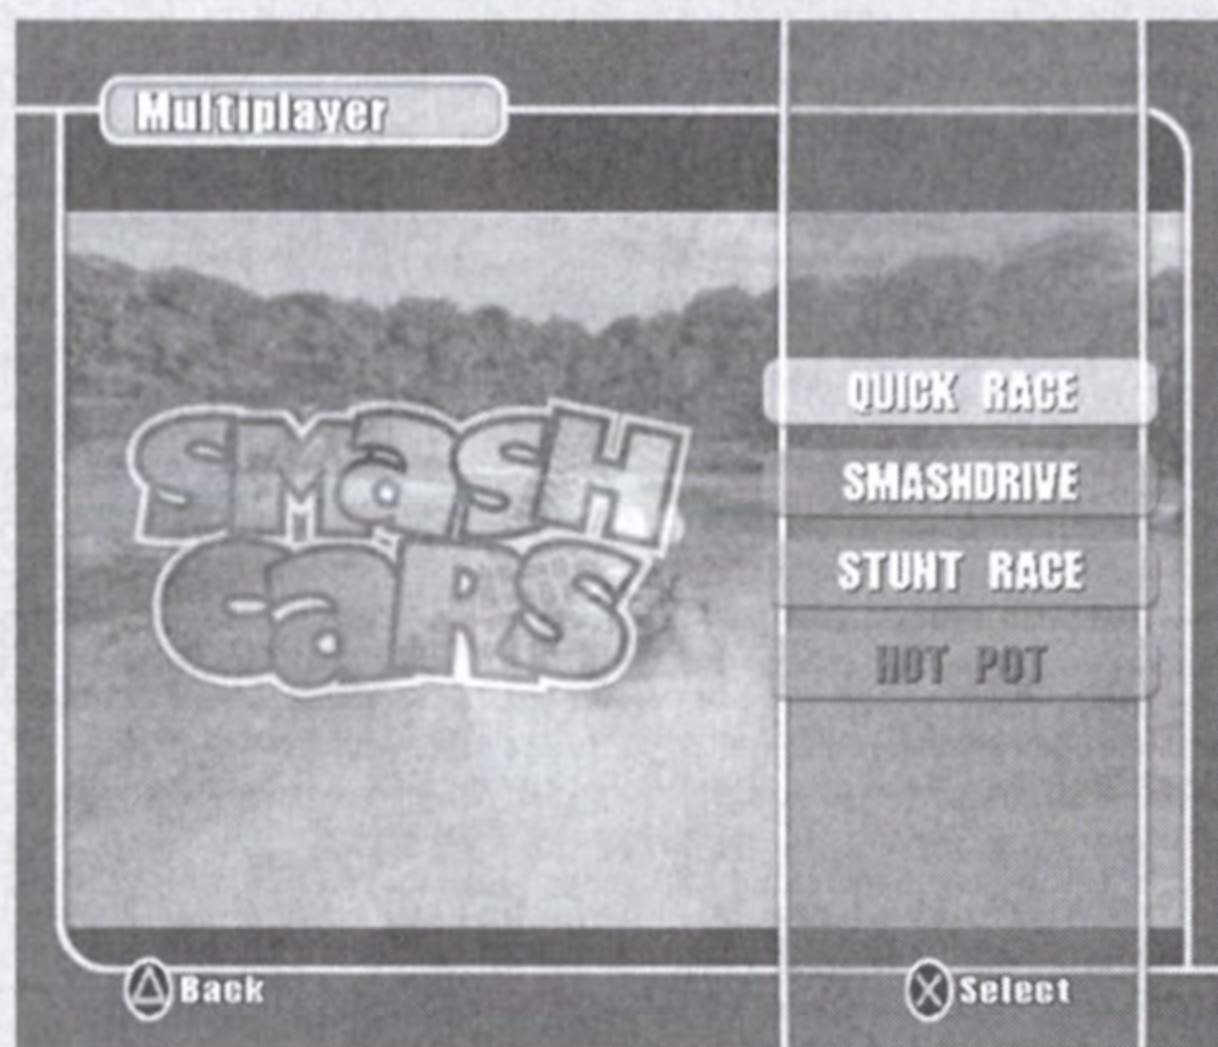 Multiplayer
SMaSH
CaRS
QUICK RACE
SMASHDRIVE
STUNT RACE
HOT POT
Back
Select